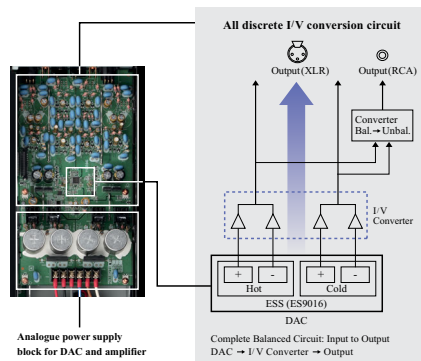 All discrete I/V conversion circuit
Output(XLR)
Output(RCA)
Converter
Bal.→Unbal.
I/V
Converter
+
-
+
-
Hot
Cold
ESS (ES9016)
DAC
Analogue power supply
block for DAC and amplifier
Complete Balanced Circuit: Input to Output
DAC → I/V Converter → Output